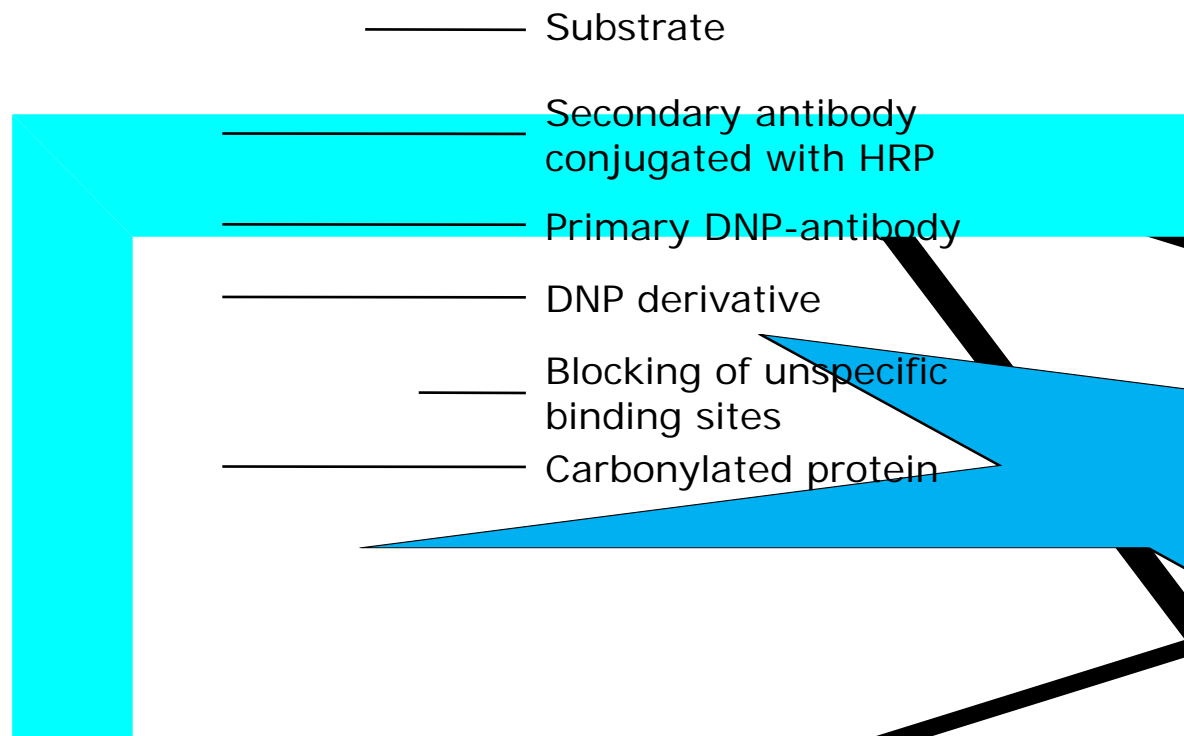 Substrate
Secondary antibody
conjugated with HRP
Primary DNP-antibody
DNP derivative
Blocking of unspecific
binding sites
Carbonylated protein